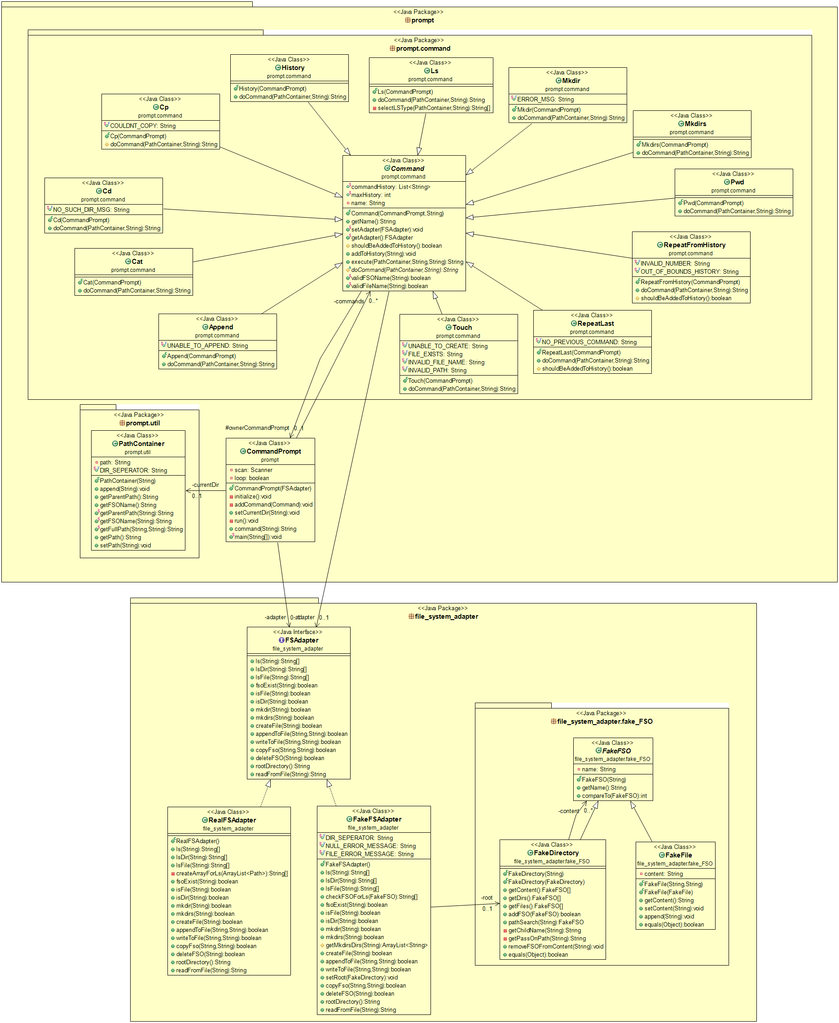 <<Java Package>>
prompt
<<Java Package>>
prompt.command
<<Java Class>>
History
prompt.command
History(CommandPrompt)
doCommand(PathContainer,String):String
<<Java Class>>
Ls
prompt.command
Ls(CommandPrompt)
doCommand(PathContainer,String):String
selectLSType(PathContainer,String):String[]
<<Java Class>>
Mkdir
prompt.command
ERROR_MSG: String
Mkdir(CommandPrompt)
doCommand(PathContainer,String):String
<<Java Class>>
Cp
prompt.command
COULDNT_COPY: String
Cp(CommandPrompt)
doCommand(PathContainer,String):String
<<Java Class>>
Mkdirs
prompt.command
Mkdirs(CommandPrompt)
doCommand(PathContainer,String):String
<<Java Class>>
Command
prompt.command
commandHistory: List<String>
maxHistory: int
name: String
Command(CommandPrompt,String)
getName():String
setAdapter(FSAdapter):void
getAdapter():FSAdapter
shouldBeAddedToHistory():boolean
addToHistory(String):void
execute(PathContainer,String,String):String
doCommand(PathContainer,String):String
validFSOName(String):boolean
validFileName(String):boolean
<<Java Class>>
Cd
prompt.command
NO_SUCH_DIR_MSG: String
Cd(CommandPrompt)
doCommand(PathContainer,String):String
<<Java Class>>
Pwd
prompt.command
Pwd(CommandPrompt)
doCommand(PathContainer,String):String
<<Java Class>>
Cat
prompt.command
Cat(CommandPrompt)
doCommand(PathContainer,String):String
<<Java Class>>
RepeatFromHistory
prompt.command
INVALID_NUMBER: String
OUT_OF_BOUNDS_HISTORY: String
RepeatFromHistory(CommandPrompt)
doCommand(PathContainer,String):String
shouldBeAddedToHistory():boolean
<<Java Class>>
Append
prompt.command
UNABLE_TO_APPEND: String
Append(CommandPrompt)
doCommand(PathContainer,String):String
<<Java Class>>
Touch
prompt.command
UNABLE_TO_CREATE: String
FILE_EXISTS: String
INVALID_FILE_NAME: String
INVALID_PATH: String
Touch(CommandPrompt)
doCommand(PathContainer,String):String
<<Java Class>>
RepeatLast
prompt.command
NO_PREVIOUS_COMMAND: String
RepeatLast(CommandPrompt)
doCommand(PathContainer,String):String
shouldBeAddedToHistory():boolean
-commands 0..*
#ownerCommandPrompt 0..1
<<Java Package>>
prompt.util
<<Java Class>>
PathContainer
prompt.util
path: String
DIR_SEPERATOR: String
PathContainer(String)
append(String):void
getParentPath():String
getFSOName():String
getParentPath(String):String
getFSOName(String):String
getFullPath(String,String):String
getPath():String
setPath(String):void
-currentDir
0..1
<<Java Class>>
CommandPrompt
prompt
scan: Scanner
loop: boolean
CommandPrompt(FSAdapter)
initialize():void
addCommand(Command):void
setCurrentDir(String):void
run():void
command(String):String
main(String[]):void
<<Java Package>>
file_system_adapter
-adapter
0..1
<<Java Interface>>
FSAdapter
file_system_adapter
ls(String):String[]
lsDir(String):String[]
lsFile(String):String[]
fsoExist(String):boolean
isFile(String):boolean
isDir(String):boolean
mkdir(String):boolean
mkdirs(String):boolean
createFile(String):boolean
appendToFile(String,String):boolean
writeToFile(String,String):boolean
copyFso(String,String):boolean
deleteFSO(String):boolean
rootDirectory():String
readFromFile(String):String
<<Java Class>>
RealFSAdapter
file_system_adapter
RealFSAdapter()
ls(String):String[]
lsDir(String):String[]
lsFile(String):String[]
createArrayForLs(ArrayList<Path>):String[]
fsoExist(String):boolean
isFile(String):boolean
isDir(String):boolean
mkdir(String):boolean
mkdirs(String):boolean
createFile(String):boolean
appendToFile(String,String):boolean
writeToFile(String,String):boolean
copyFso(String,String):boolean
deleteFSO(String):boolean
rootDirectory():String
readFromFile(String):String
<<Java Class>>
FakeFSAdapter
file_system_adapter
DIR_SEPERATOR: String
NULL_ERROR_MESSAGE: String
FILE_ERROR_MESSAGE: String
FakeFSAdapter()
ls(String):String[]
lsDir(String):String[]
lsFile(String):String[]
checkFSOForLs(FakeFSO):String[]
fsoExist(String):boolean
isFile(String):boolean
isDir(String):boolean
mkdir(String):boolean
mkdirs(String):boolean
getMkdirsDirs(String):ArrayList<String>
createFile(String):boolean
appendToFile(String,String):boolean
writeToFile(String,String):boolean
setRoot(FakeDirectory):void
copyFso(String,String):boolean
deleteFSO(String):boolean
rootDirectory():String
readFromFile(String):String
-root
0..1
<<Java Package>>
file_system_adapter.fake_FSO
<<Java Class>>
FakeFSO
file_system_adapter.fake_FSO
name: String
FakeFSO(String)
getName():String
compareTo(FakeFSO):int
-content 0..*
<<Java Class>>
FakeDirectory
file_system_adapter.fake_FSO
FakeDirectory(String)
FakeDirectory(FakeDirectory)
getContent():FakeFSO[]
getDirs():FakeFSO[]
getFiles():FakeFSO[]
addFSO(FakeFSO):boolean
pathSearch(String):FakeFSO
getChildName(String):String
getPassOnPath(String):String
removeFSOFromContent(String):void
equals(Object):boolean
<<Java Class>>
FakeFile
file_system_adapter.fake_FSO
content: String
FakeFile(String,String)
FakeFile(FakeFile)
getContent():String
setContent(String):void
append(String):void
equals(Object):boolean